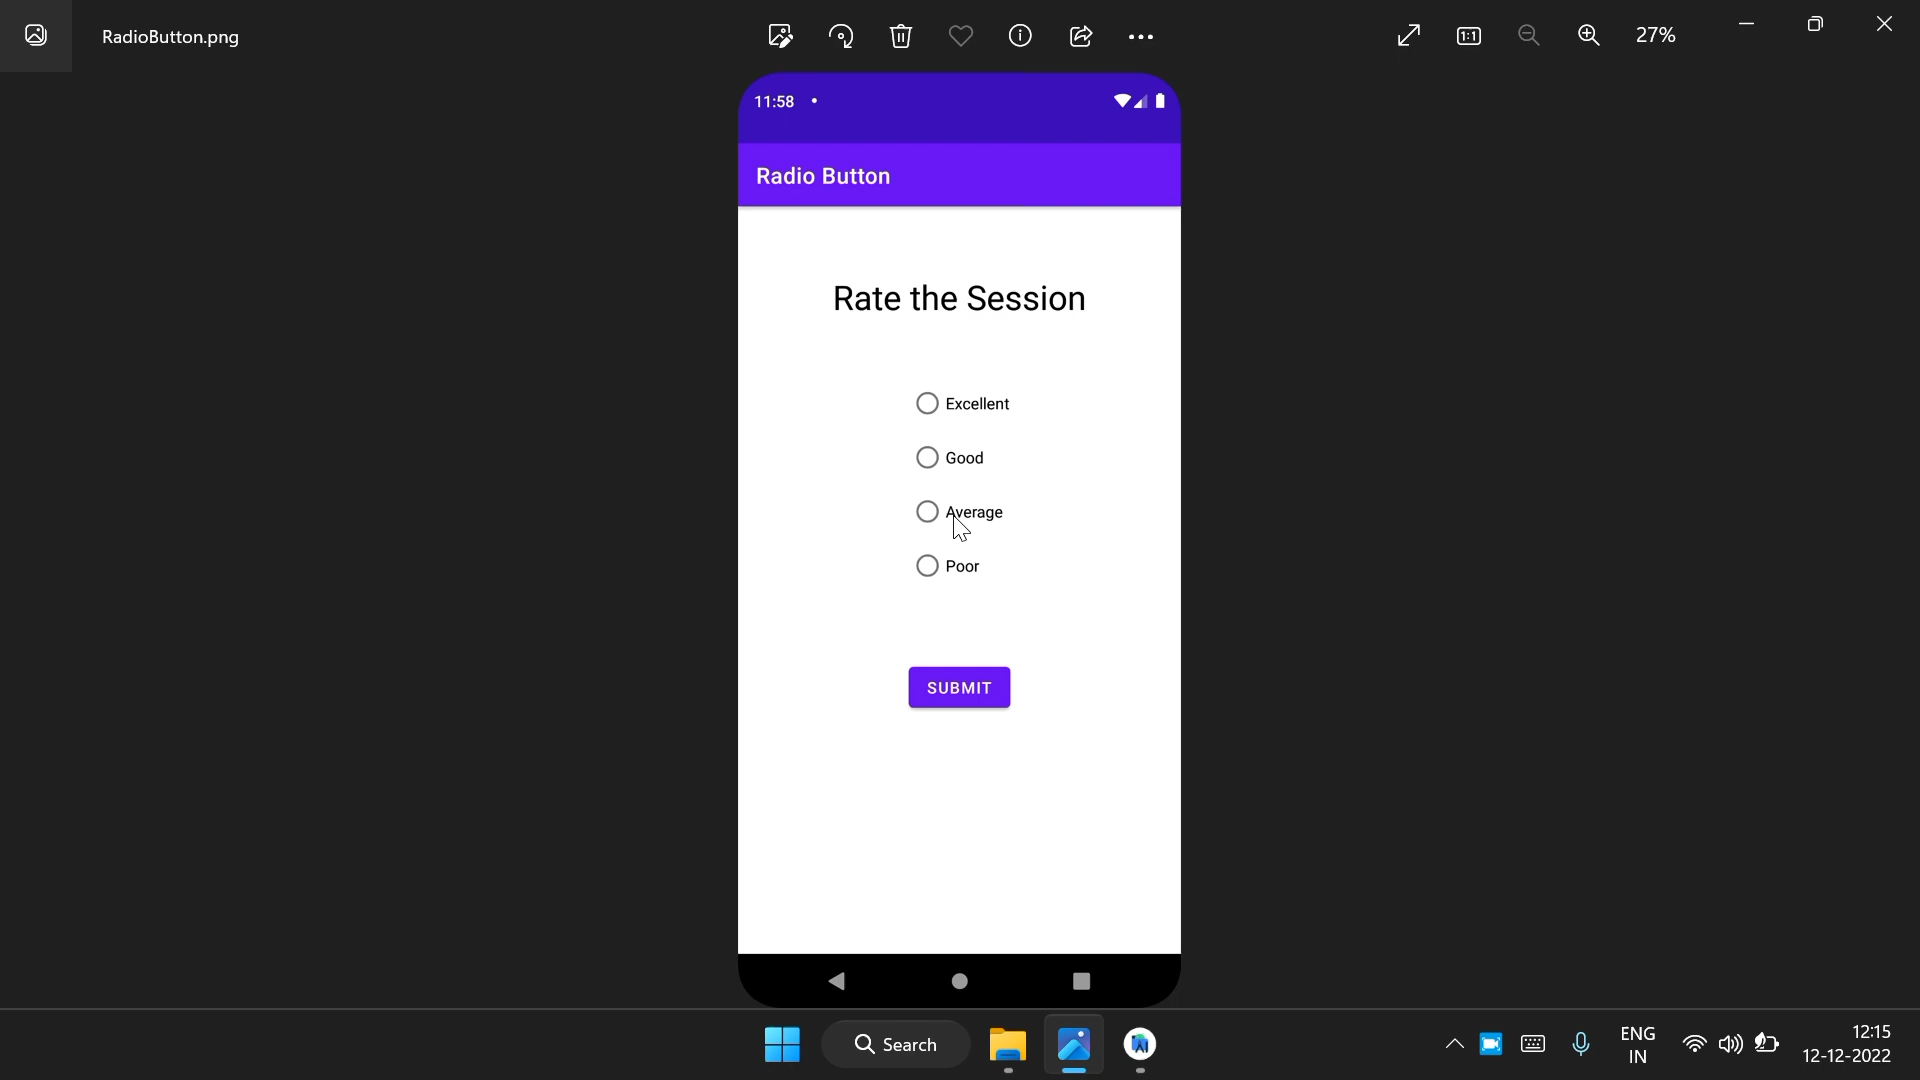 RadioButton.png
27%
11:58
Radio Button
Rate the Session
Excellent
Good
Average
Poor
SUBMIT
Search
ENG
IN
12:15
12-12-2022